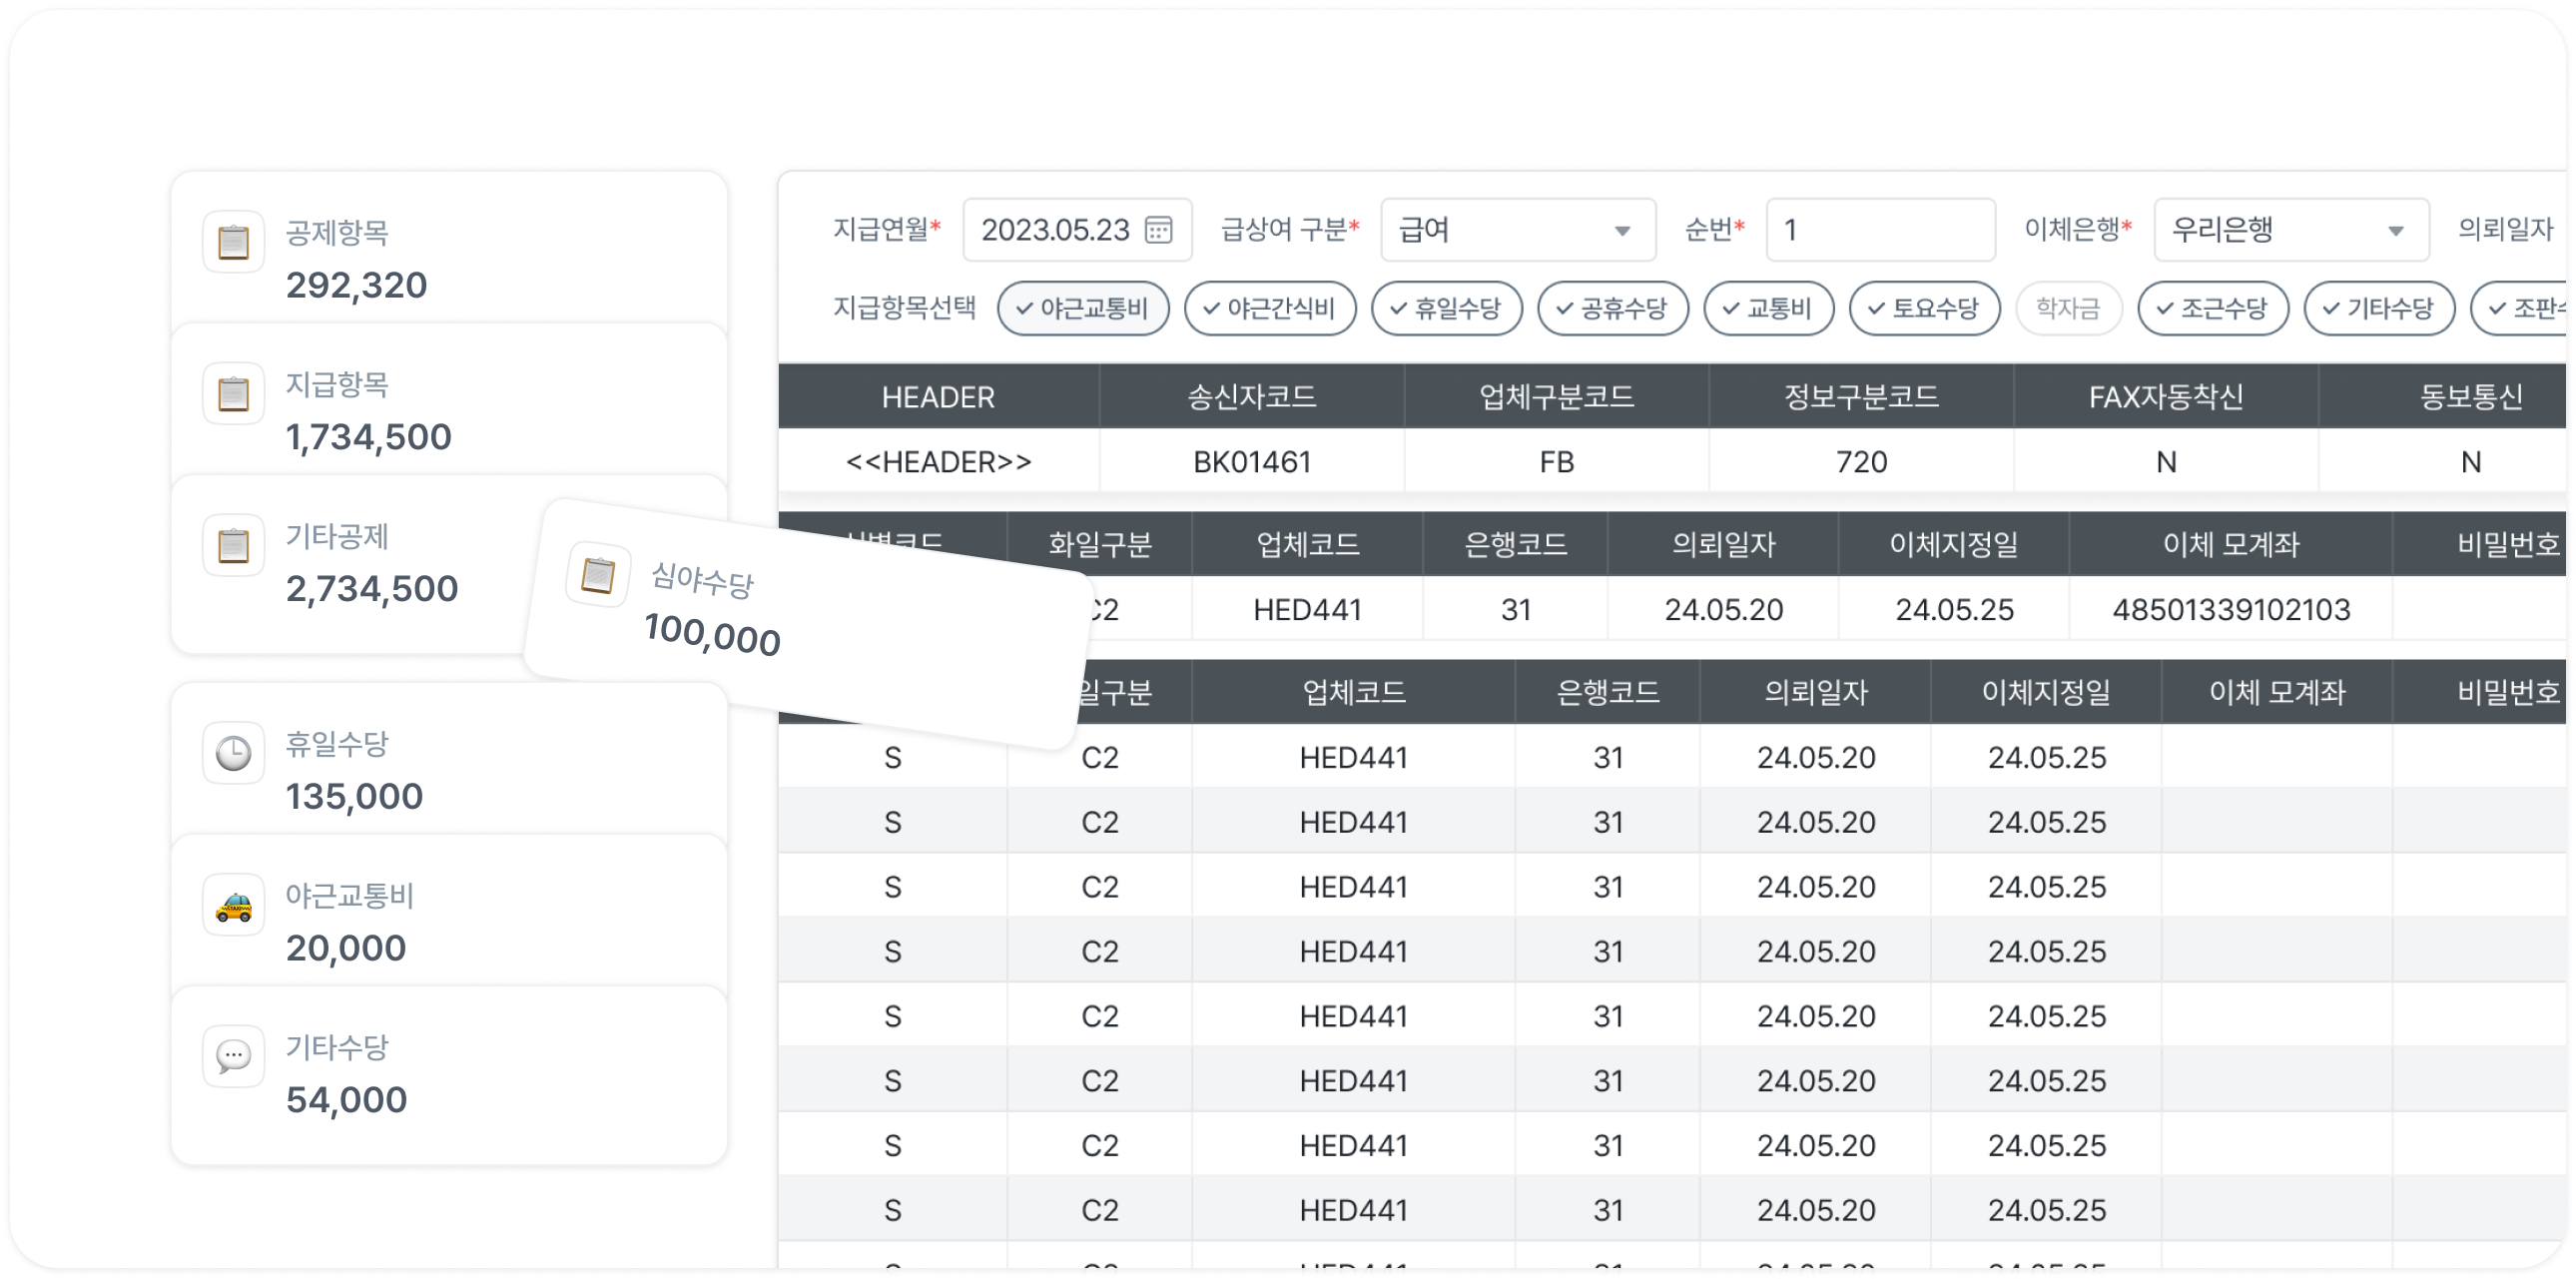 공제항목
292,320
지급항목
1,734,500
기타공제
2,734,500
심야수당
100,000
휴일수당
135,000
야근교통비
20,000
기타수당
54,000
지급연월* 2023.05.23 급상여 구분* 급여 순번* 1 이체은행* 우리은행 의뢰일자
지급항목선택 야근교통비 야근간식비 휴일수당 공휴수당 교통비 토요수당 학자금 조근수당 기타수당 조판
HEADER 송신자코드 업체구분코드 정보구분코드 FAX자동착신 동보통신
<<HEADER>> BK01461 FB 720 N N
화일구분 업체코드 은행코드 의뢰일자 이체지정일 이체 모계좌 비밀번호
C2 HED441 31 24.05.20 24.05.25 48501339102103
일구분 업체코드 은행코드 의뢰일자 이체지정일 이체 모계좌 비밀번호
S C2 HED441 31 24.05.20 24.05.25
S C2 HED441 31 24.05.20 24.05.25
S C2 HED441 31 24.05.20 24.05.25
S C2 HED441 31 24.05.20 24.05.25
S C2 HED441 31 24.05.20 24.05.25
S C2 HED441 31 24.05.20 24.05.25
S C2 HED441 31 24.05.20 24.05.25
S C2 HED441 31 24.05.20 24.05.25